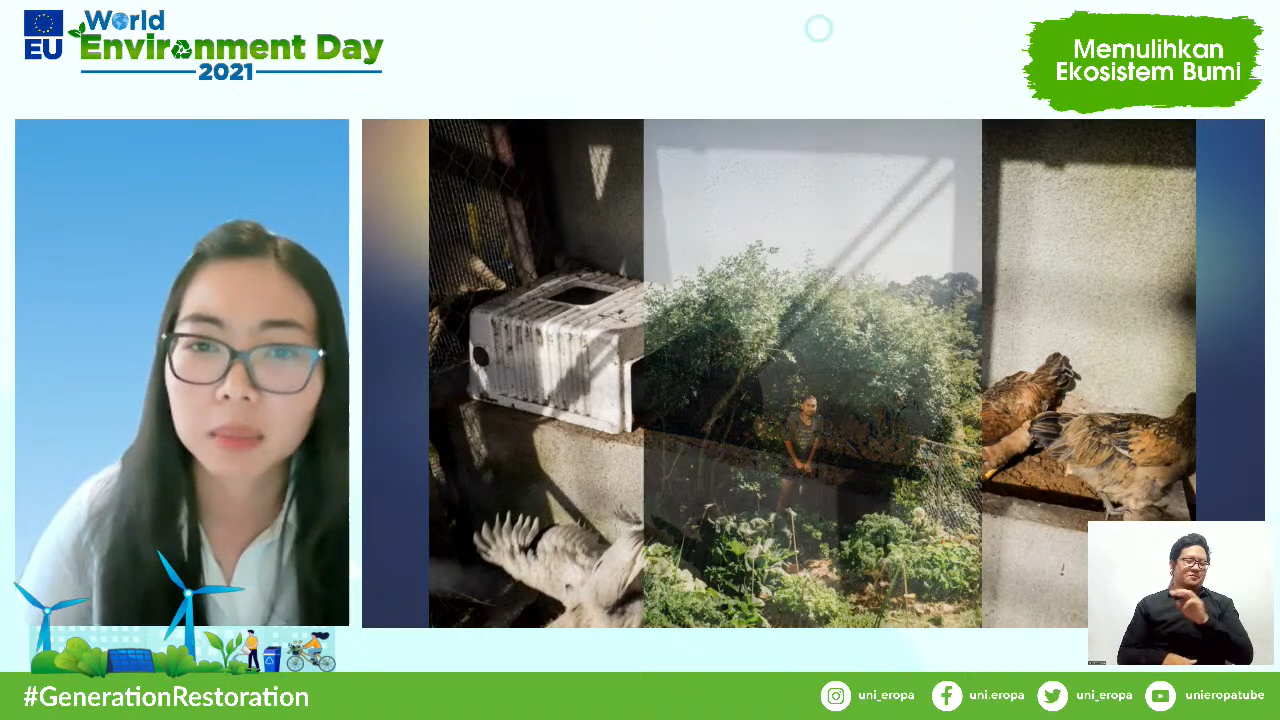 World
EU
Environment Day
2021
Memulihkan
Ekosistem Bumi
#GenerationRestoration
uni_eropa
uni.eropa
uni_eropa
unieropatube